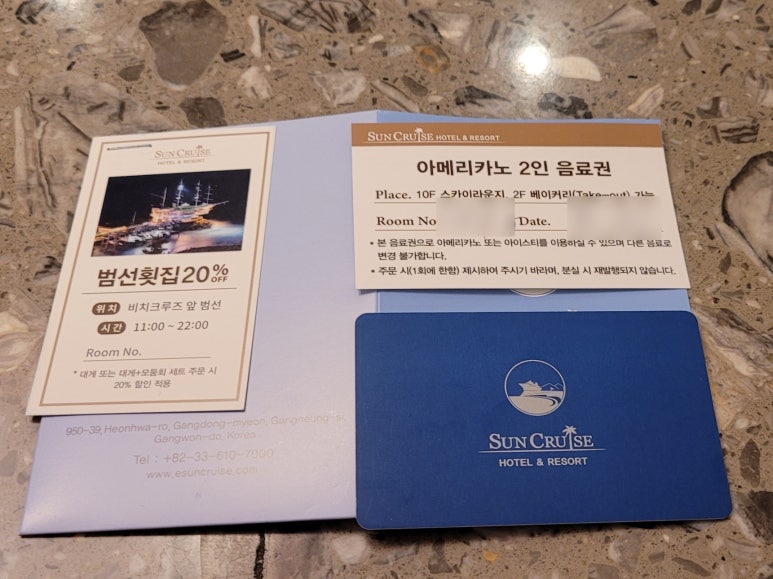 SUN CRUISE
HOTEL & RESORT
범선횟집 20% OFF
위치 비치크루즈 앞 범선
시간 11:00 ~ 22:00
Room No.
* 대게 또는 대게+모둠회 세트 주문 시
20% 할인 적용
950-39, Heonhwa-ro, Gangdong-myeon, Gangneung-si,
Gangwon-do, Korea
Tel : +82-33-610-7000
www.esuncruise.com
SUN CRUISE HOTEL & RESORT
아메리카노 2인 음료권
Place. 10F 스카이라운지, 2F 베이커리(Take-out) 가능
Room No
Date.
* 본 음료권으로 아메리카노 또는 아이스티를 이용하실 수 있으며 다른 음료로
변경 불가합니다.
* 주문 시(1회에 한함) 제시하여 주시기 바라며, 분실 시 재발행되지 않습니다.
SUN CRUISE
HOTEL & RESORT